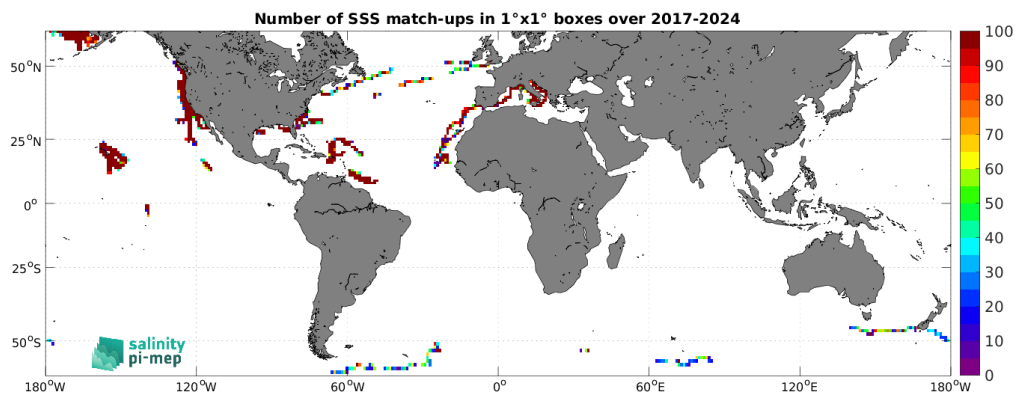 Number of SSS match-ups in 1°x1° boxes over 2017-2024
50°N
25°N
0°
25°S
50°S
180°W
120°W
60°W
0°
60°E
120°E
180°W
100
90
80
70
60
50
40
30
20
10
0
salinity
pi-mep